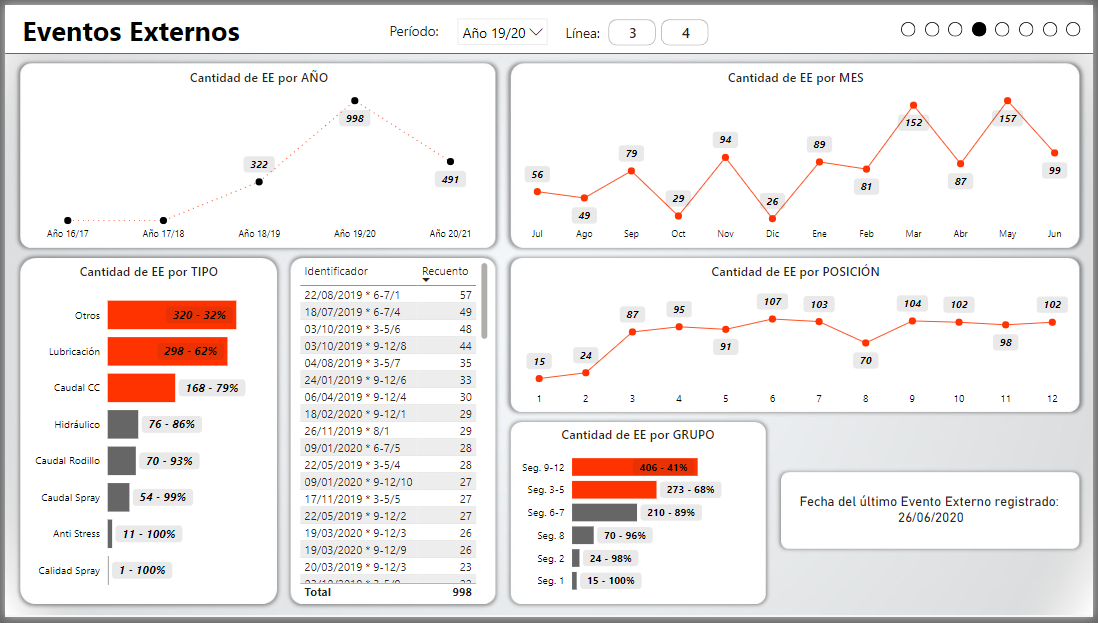 Eventos Externos
Período:
Año 19/20
Línea:
3
4
Cantidad de EE por AÑO
998
322
491
Año 16/17
Año 17/18
Año 18/19
Año 19/20
Año 20/21
Cantidad de EE por MES
56
49
79
29
94
26
89
81
152
87
157
99
Jul
Ago
Sep
Oct
Nov
Dic
Ene
Feb
Mar
Abr
May
Jun
Cantidad de EE por TIPO
Otros 320 - 32%
Lubricación 298 - 62%
Caudal CC 168 - 79%
Hidráulico 76 - 86%
Caudal Rodillo 70 - 93%
Caudal Spray 54 - 99%
Anti Stress 11 - 100%
Calidad Spray 1 - 100%
Identificador Recuento
22/08/2019 * 6-7/1 57
18/07/2019 * 6-7/4 49
03/10/2019 * 3-5/6 48
03/10/2019 * 9-12/8 44
04/08/2019 * 3-5/7 35
24/01/2019 * 9-12/6 33
06/04/2019 * 9-12/4 30
18/02/2020 * 9-12/1 29
26/11/2019 * 8/1 29
09/01/2020 * 6-7/5 28
22/05/2019 * 3-5/4 28
09/01/2020 * 9-12/10 27
17/11/2019 * 3-5/5 27
22/05/2019 * 9-12/2 27
19/03/2020 * 9-12/3 26
19/03/2020 * 9-12/9 26
20/03/2019 * 9-12/3 23
Total 998
Cantidad de EE por POSICIÓN
15
24
87
95
91
107
103
70
104
102
98
102
1
2
3
4
5
6
7
8
9
10
11
12
Cantidad de EE por GRUPO
Seg. 9-12 406 - 41%
Seg. 3-5 273 - 68%
Seg. 6-7 210 - 89%
Seg. 8 70 - 96%
Seg. 2 24 - 98%
Seg. 1 15 - 100%
Fecha del último Evento Externo registrado:
26/06/2020